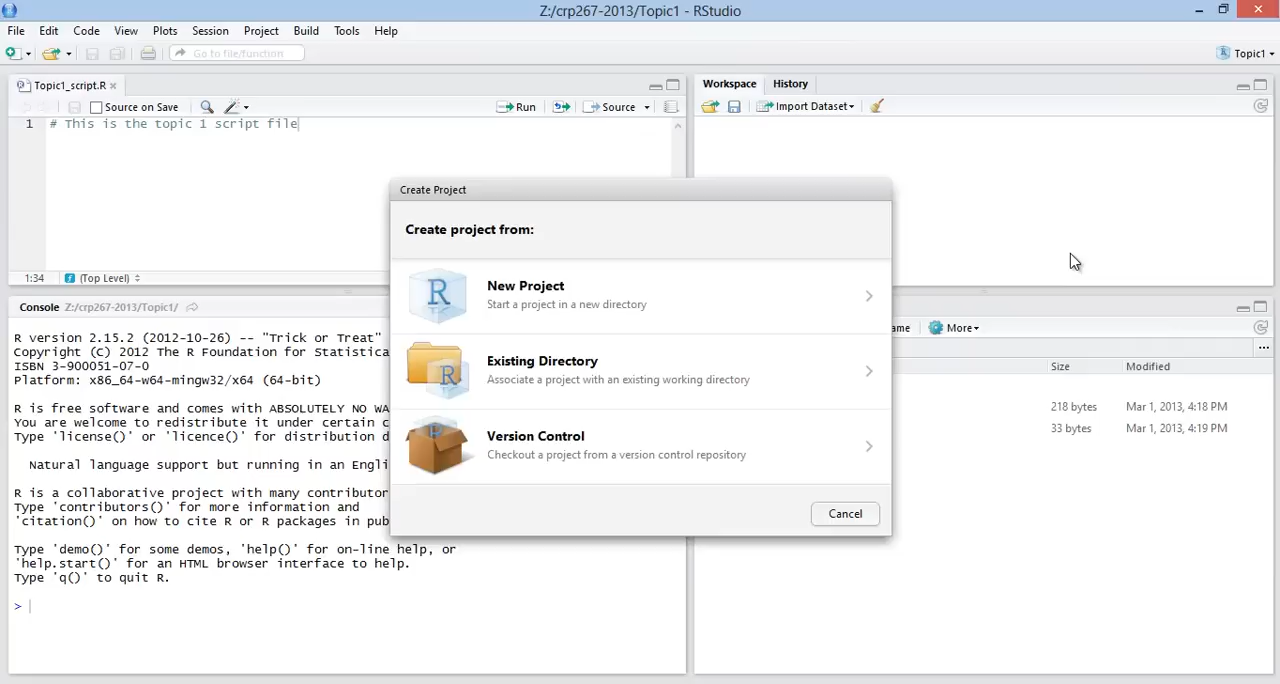 Z:/crp267-2013/Topic1 - RStudio
File Edit Code View Plots Session Project Build Tools Help
Go to file/function
Topic1
Topic1_script.R
Source on Save
Run
Source
1 # This is the topic 1 script file
1:34 (Top Level)
Workspace History
Import Dataset
Create Project
Create project from:
New Project
Start a project in a new directory
Existing Directory
Associate a project with an existing working directory
Version Control
Checkout a project from a version control repository
Cancel
Console Z:/crp267-2013/Topic1/
R version 2.15.2 (2012-10-26) -- "Trick or Treat"
Copyright (C) 2012 The R Foundation for Statistica
ISBN 3-900051-07-0
Platform: x86_64-w64-mingw32/x64 (64-bit)
R is free software and comes with ABSOLUTELY NO WA
You are welcome to redistribute it under certain c
Type 'license()' or 'licence()' for distribution d
Natural language support but running in an Engli
R is a collaborative project with many contributor
Type 'contributors()' for more information and
'citation()' on how to cite R or R packages in pub
Type 'demo()' for some demos, 'help()' for on-line help, or
'help.start()' for an HTML browser interface to help.
Type 'q()' to quit R.
>
ame More
Size Modified
218 bytes Mar 1, 2013, 4:18 PM
33 bytes Mar 1, 2013, 4:19 PM